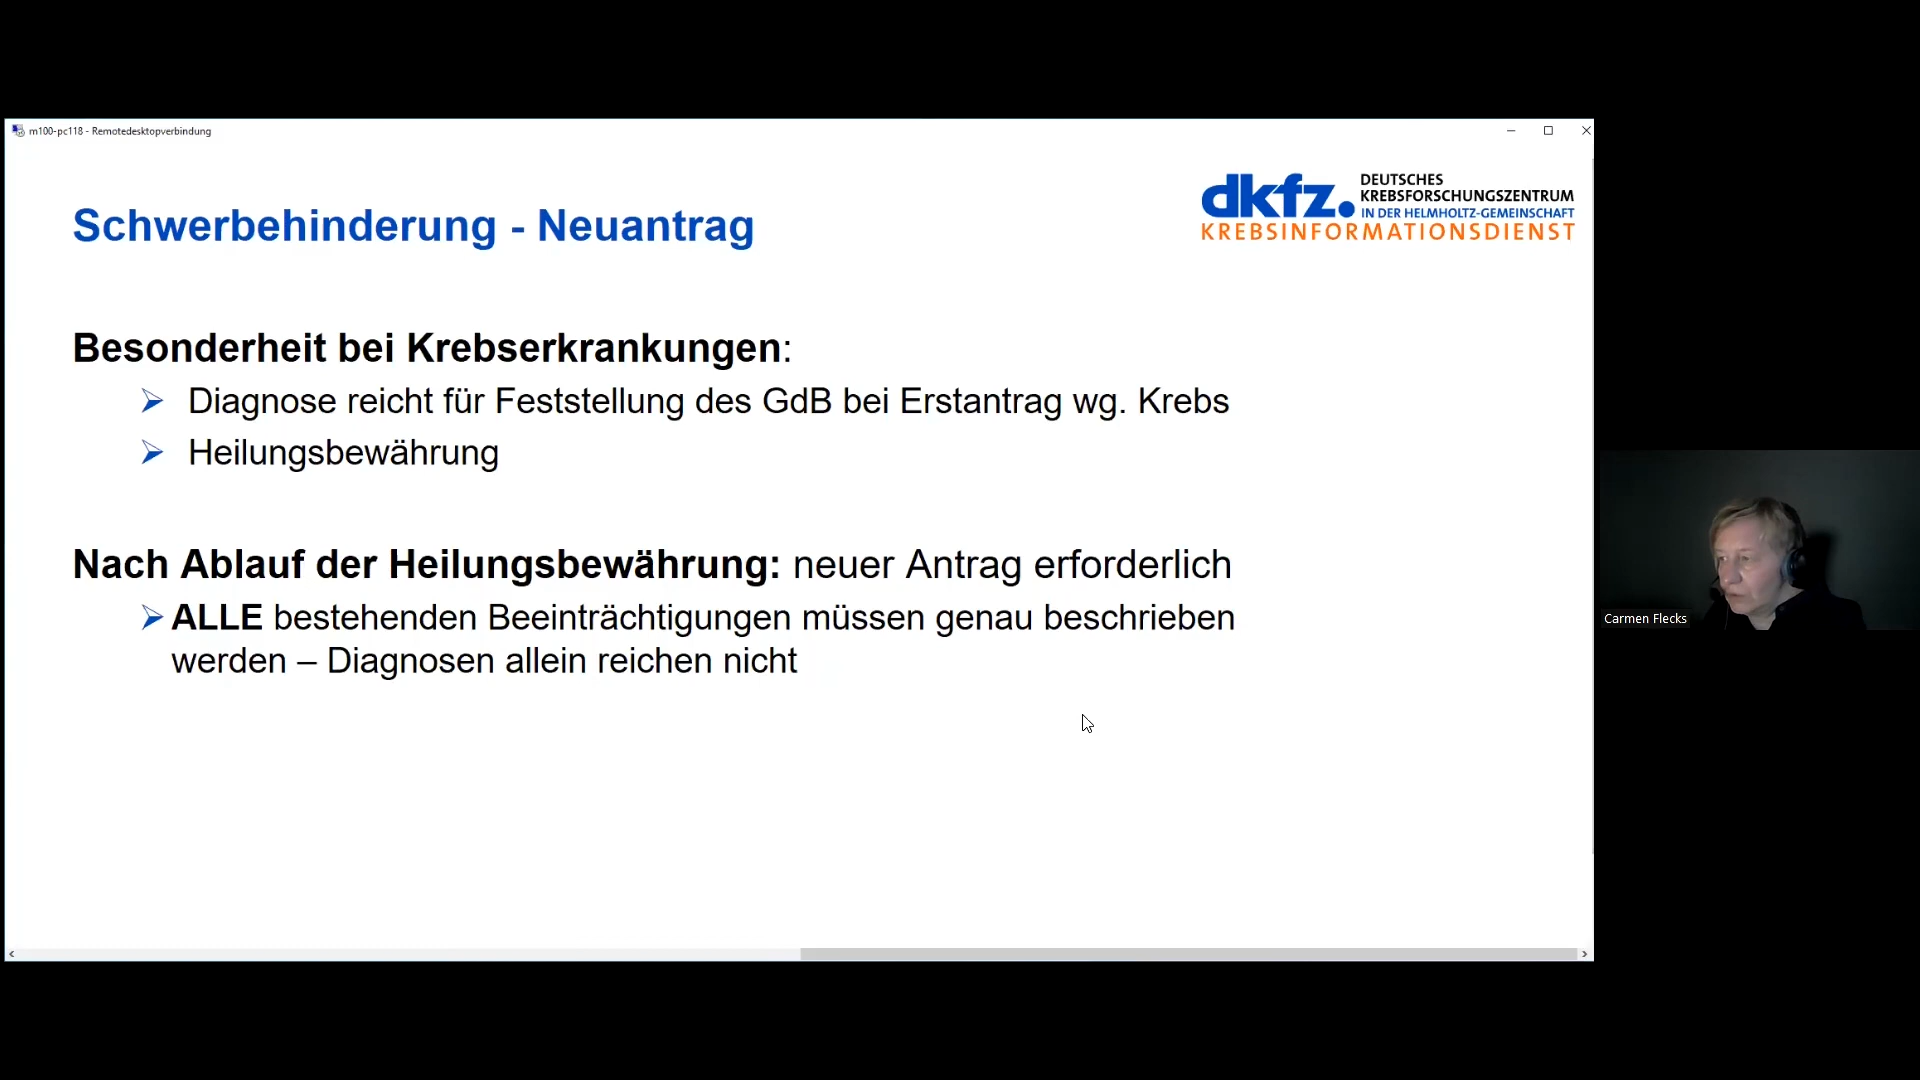 m100-pc118 - Remotedesktopverbindung
Schwerbehinderung - Neuantrag
dkfz.
DEUTSCHES
KREBSFORSCHUNGSZENTRUM
IN DER HELMHOLTZ-GEMEINSCHAFT
KREBSINFORMATIONSDIENST
Besonderheit bei Krebserkrankungen:
Diagnose reicht für Feststellung des GdB bei Erstantrag wg. Krebs
Heilungsbewährung
Nach Ablauf der Heilungsbewährung: neuer Antrag erforderlich
ALLE bestehenden Beeinträchtigungen müssen genau beschrieben
werden – Diagnosen allein reichen nicht
Carmen Flecks